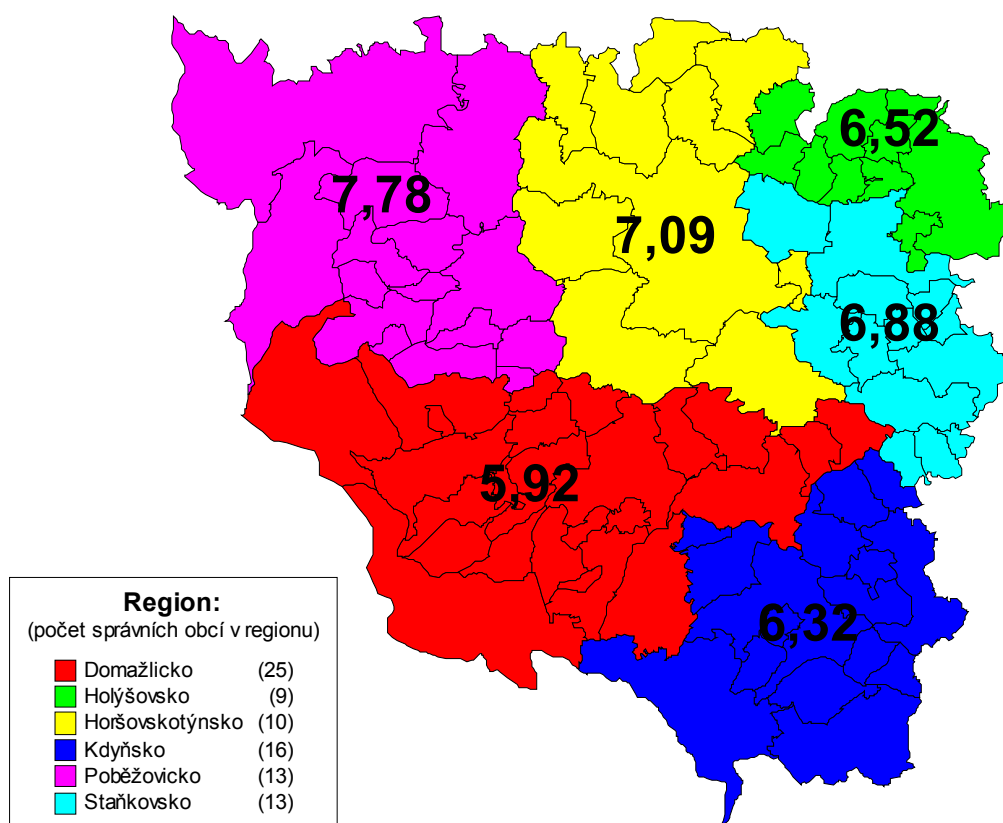 6,52
7,78
7,09
6,88
5,92
6,32
Region:
(počet správních obcí v regionu)
Domažlicko (25)
Holýšovsko (9)
Horšovskotýnsko (10)
Kdyňsko (16)
Poběžovicko (13)
Staňkovsko (13)